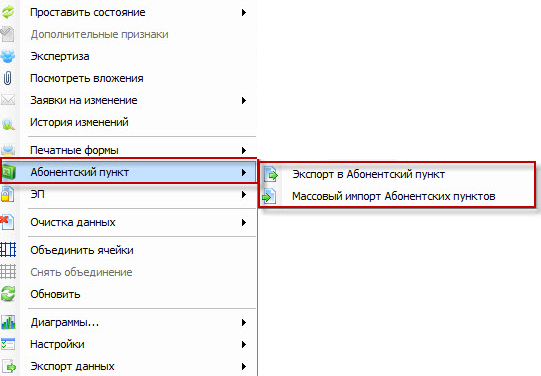 Проставить состояние
Дополнительные признаки
Экспертиза
Посмотреть вложения
Заявки на изменение
История изменений
Печатные формы
Абонентский пункт
Экспорт в Абонентский пункт
Массовый импорт Абонентских пунктов
ЭП
Очистка данных
Объединить ячейки
Снять объединение
Обновить
Диаграммы...
Настройки
Экспорт данных